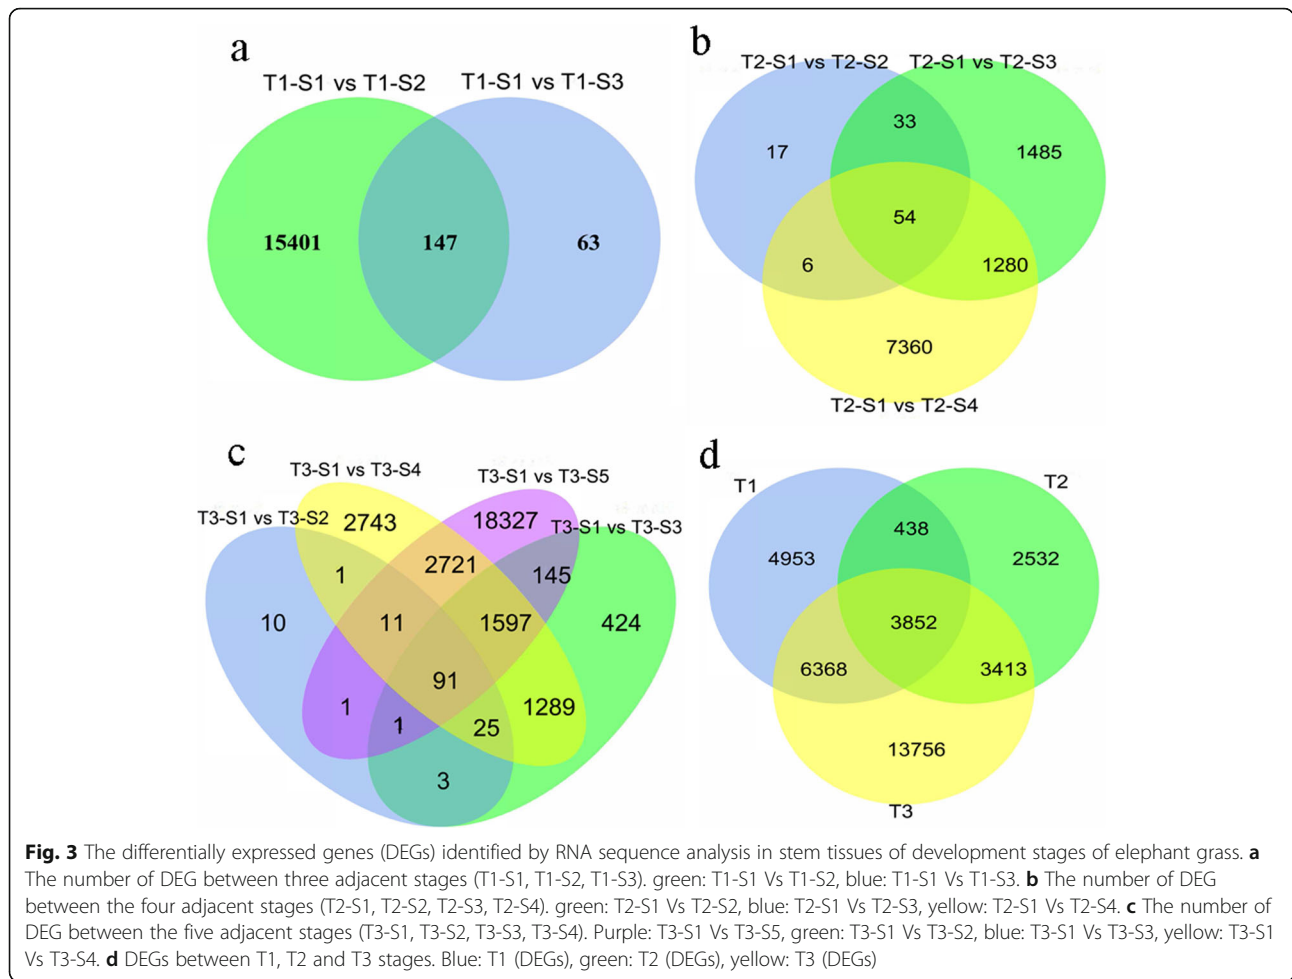 a
T1-S1 vs T1-S2
T1-S1 vs T1-S3
15401
147
63
b
T2-S1 vs T2-S2
T2-S1 vs T2-S3
33
17
1485
54
6
1280
7360
T2-S1 vs T2-S4
c
T3-S1 vs T3-S4
T3-S1 vs T3-S5
T3-S1 vs T3-S2
2743
18327
T3-S1 vs T3-S3
1
2721
145
10
11
1597
424
91
1
1
25
1289
3
d
T1
T2
438
4953
2532
3852
6368
3413
13756
T3
Fig. 3 The differentially expressed genes (DEGs) identified by RNA sequence analysis in stem tissues of development stages of elephant grass. a
The number of DEG between three adjacent stages (T1-S1, T1-S2, T1-S3). green: T1-S1 Vs T1-S2, blue: T1-S1 Vs T1-S3. b The number of DEG
between the four adjacent stages (T2-S1, T2-S2, T2-S3, T2-S4). green: T2-S1 Vs T2-S2, blue: T2-S1 Vs T2-S3, yellow: T2-S1 Vs T2-S4. c The number of
DEG between the five adjacent stages (T3-S1, T3-S2, T3-S3, T3-S4). Purple: T3-S1 Vs T3-S5, green: T3-S1 Vs T3-S2, blue: T3-S1 Vs T3-S3, yellow: T3-S1
Vs T3-S4. d DEGs between T1, T2 and T3 stages. Blue: T1 (DEGs), green: T2 (DEGs), yellow: T3 (DEGs)